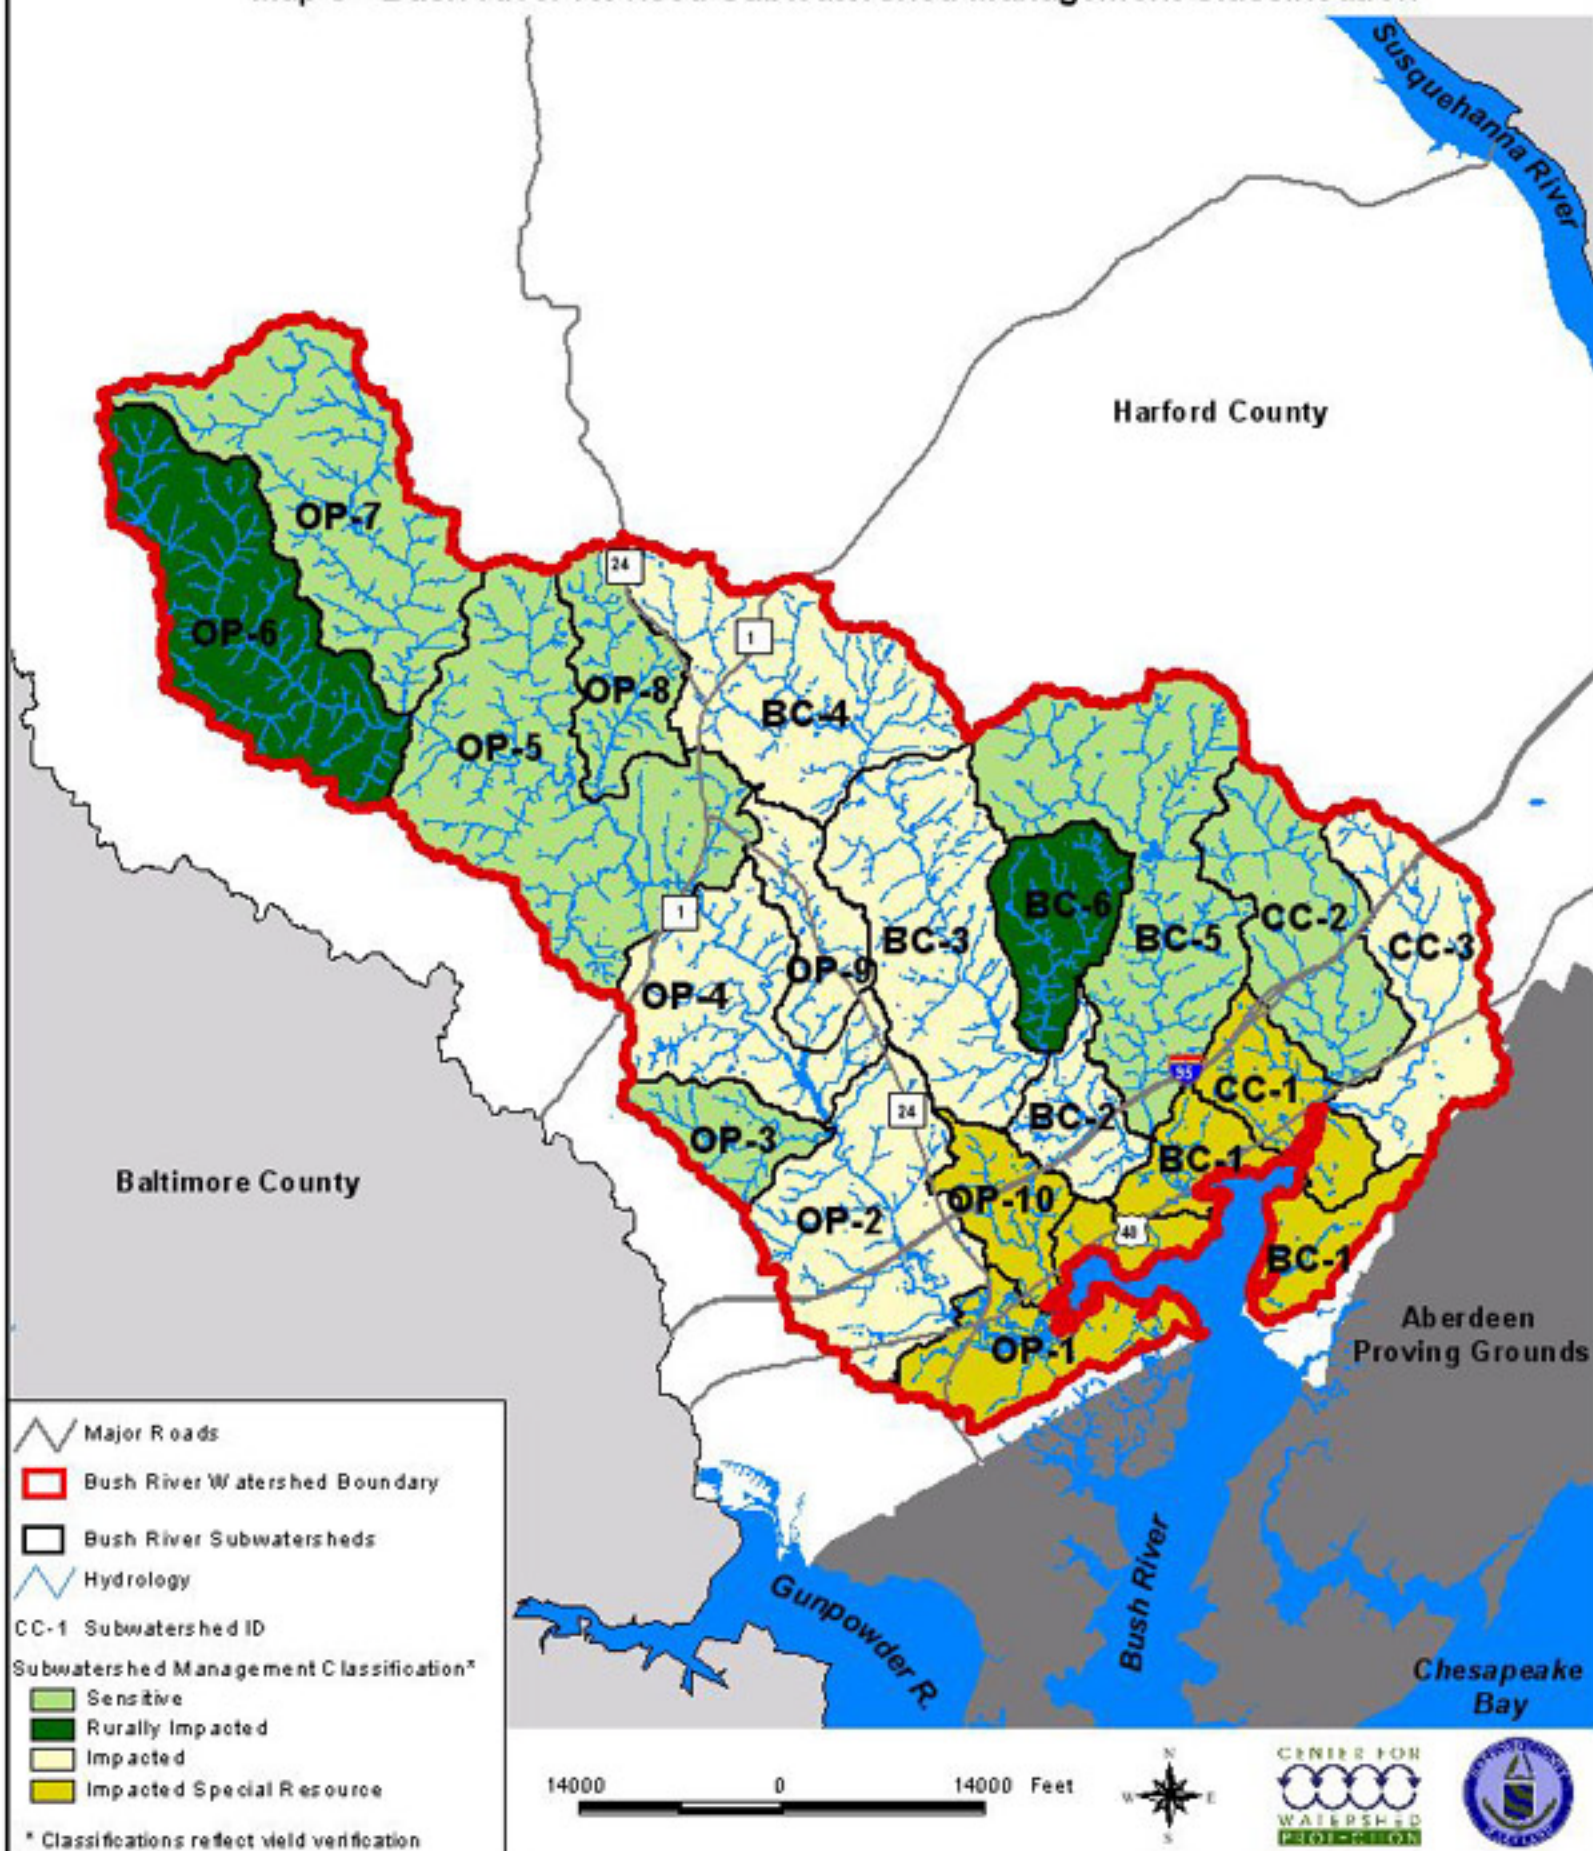 Susquehanna River
Harford County
OP-7
24
OP-6
1
OP-8
BC-4
OP-5
BC-6
1
CC-2
BC-3
BC-5
CC-3
OP-9
OP-4
95
CC-1
24
BC-2
OP-3
BC-1
Baltimore County
OP-10
OP-2
40
BC-1
Aberdeen
Proving Grounds
OP-1
Major Roads
Bush River Watershed Boundary
Bush River Subwatersheds
Hydrology
CC-1 Subwatershed ID
Subwatershed Management Classification*
Sensitive
Rurally Impacted
Impacted
Impacted Special Resource
* Classifications reflect vield verification
Gunpowder R.
Bush River
Chesapeake
Bay
14000 0 14000 Feet
N
W E
S
CENTER FOR
WATERSHED
PROTECTION